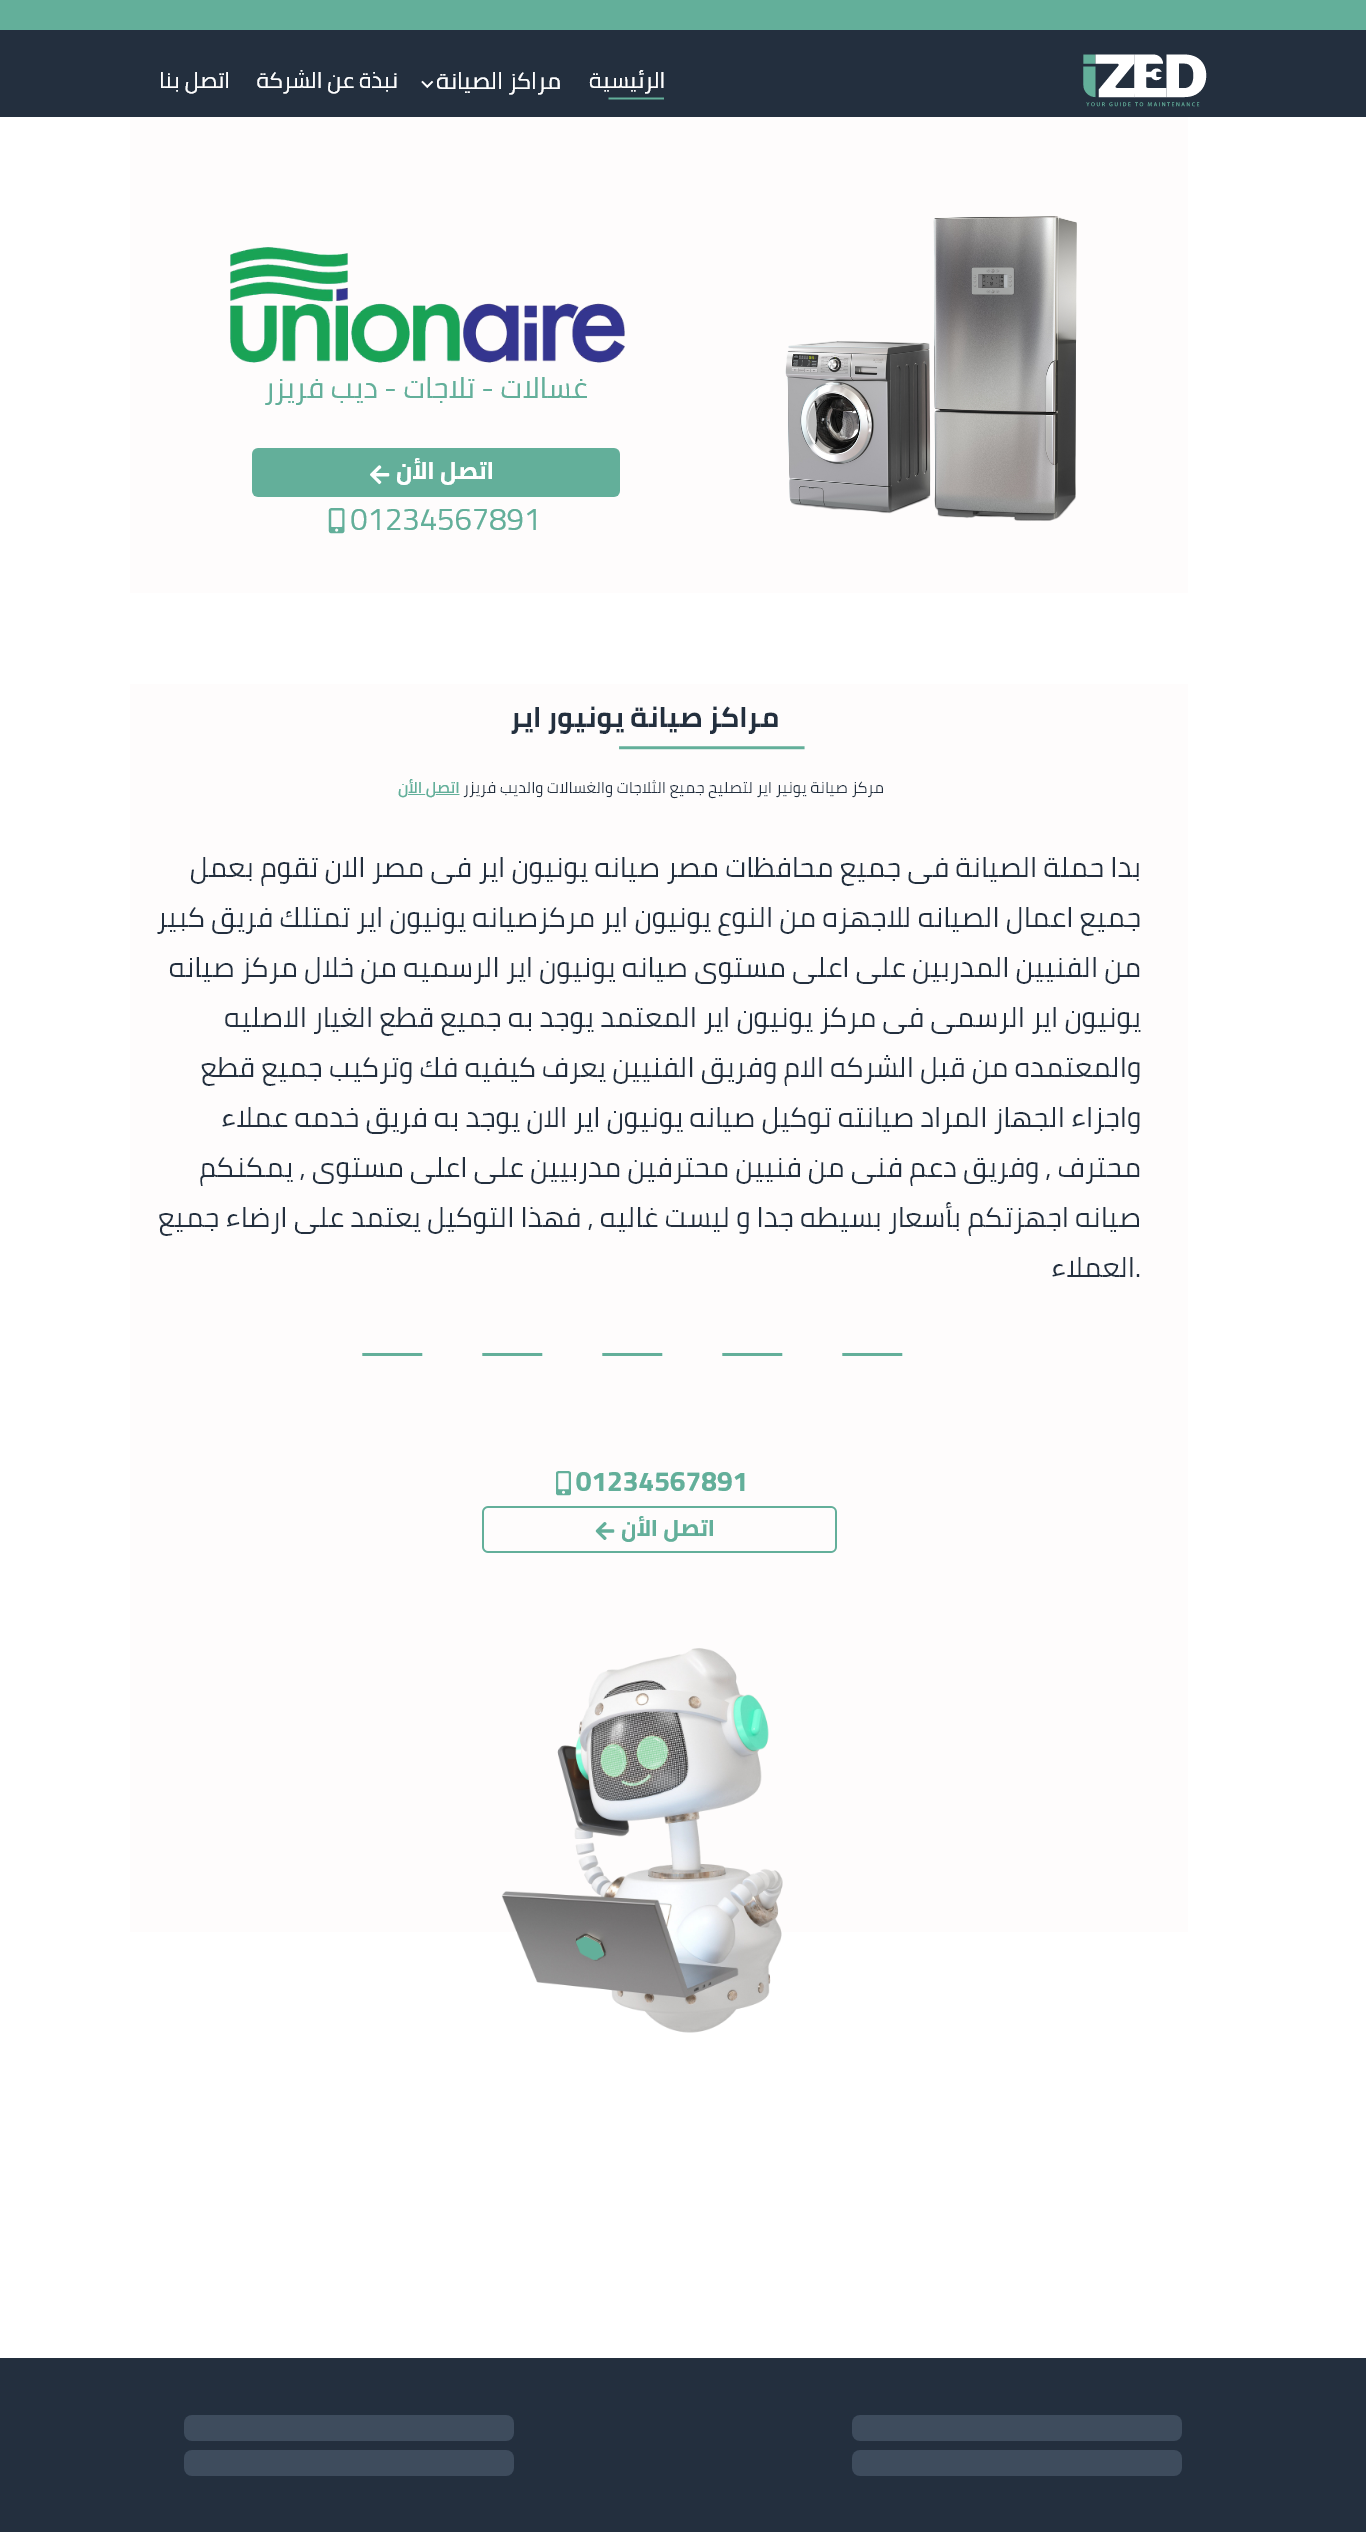 iZED
YOUR GUIDE TO MAINTENANCE
الرئيسية
مراكز الصيانة
نبذة عن الشركة
اتصل بنا
unionaire
غسالات - تلاجات - ديب فريزر
اتصل الأن
01234567891
مراكز صيانة يونيور اير
مركز صيانة يونير اير لتصليح جميع الثلاجات والغسالات والديب فريزر اتصل الأن
بدا حملة الصيانة فى جميع محافظات مصر صيانه يونيون اير فى مصر الان تقوم بعمل
جميع اعمال الصيانه للاجهزه من النوع يونيون اير مركزصيانه يونيون اير تمتلك فريق كبير
من الفنيين المدربين على اعلى مستوى صيانه يونيون اير الرسميه من خلال مركز صيانه
يونيون اير الرسمى فى مركز يونيون اير المعتمد يوجد به جميع قطع الغيار الاصليه
والمعتمده من قبل الشركه الام وفريق الفنيين يعرف كيفيه فك وتركيب جميع قطع
واجزاء الجهاز المراد صيانته توكيل صيانه يونيون اير الان يوجد به فريق خدمه عملاء
محترف , وفريق دعم فنى من فنيين محترفين مدربيين على اعلى مستوى , يمكنكم
صيانه اجهزتكم بأسعار بسيطه جدا و ليست غاليه , فهذا التوكيل يعتمد على ارضاء جميع
.العملاء
01234567891
اتصل الأن